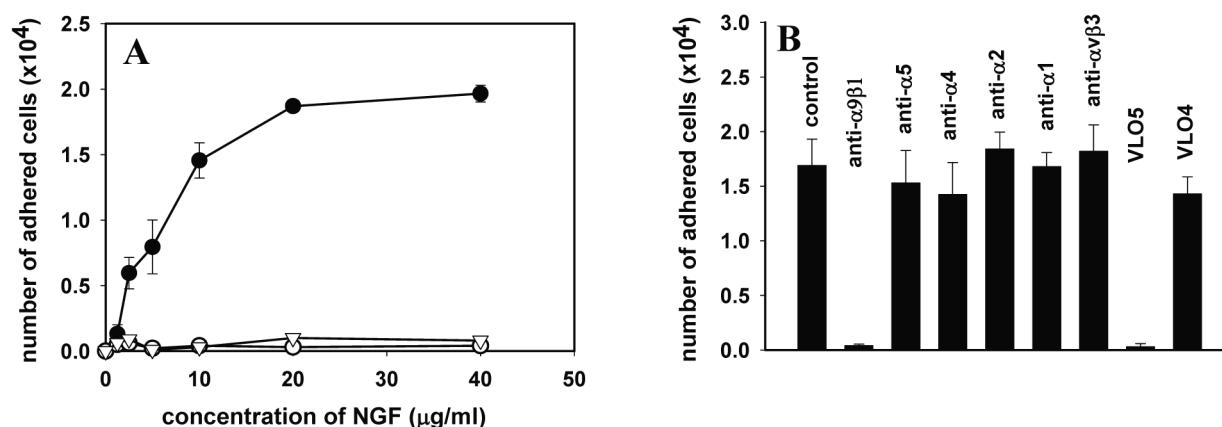 A
number of adhered cells (x10⁴)
3.0
2.5
2.0
1.5
1.0
0.5
0.0
0
10
20
30
40
50
concentration of NGF (μg/ml)
B
number of adhered cells (x10⁴)
3.0
2.5
2.0
1.5
1.0
0.5
0.0
control
anti-α9β1
anti-α5
anti-α4
anti-α2
anti-α1
anti-αvβ3
VLO5
VLO4